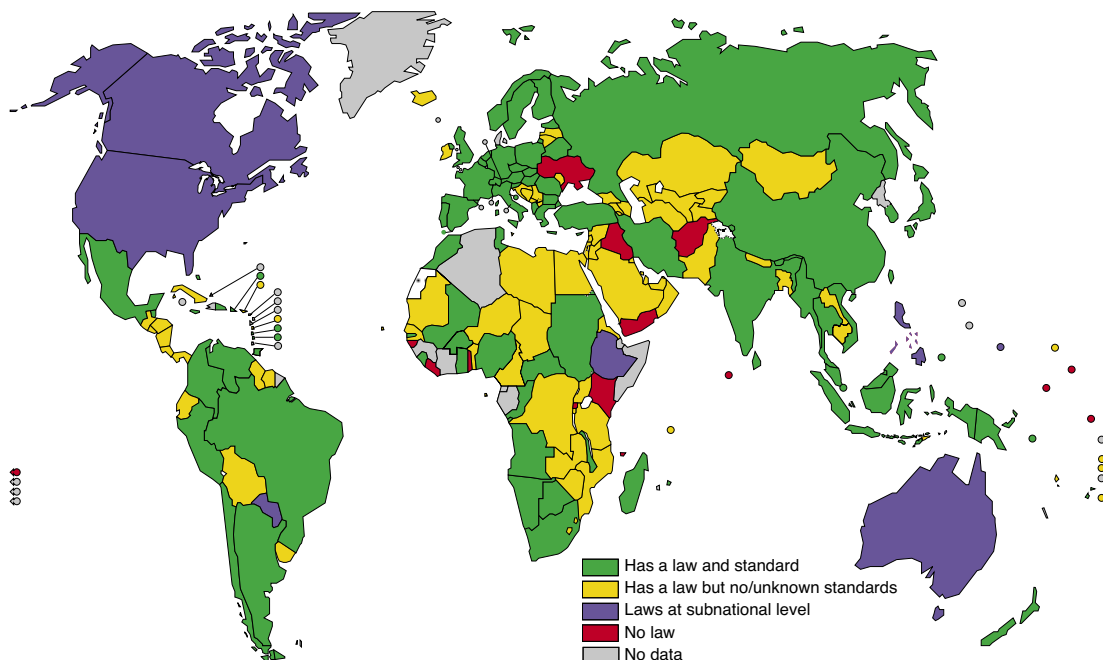 Has a law and standard
Has a law but no/unknown standards
Laws at subnational level
No law
No data